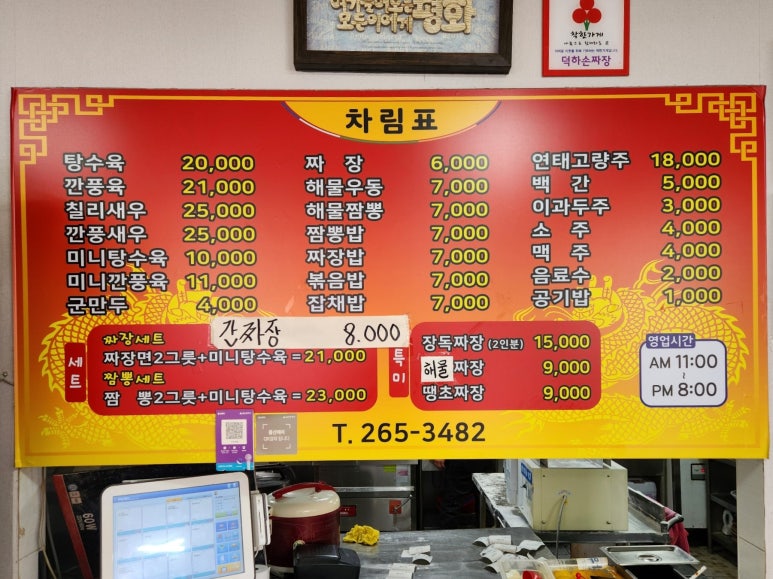 모든이에게 평화
착한가게
덕하손짜장
차림표
탕수육 20,000
깐풍육 21,000
칠리새우 25,000
깐풍새우 25,000
미니탕수육 10,000
미니깐풍육 11,000
군만두 4,000
짜 장 6,000
해물우동 7,000
해물짬뽕 7,000
짬뽕밥 7,000
짜장밥 7,000
볶음밥 7,000
잡채밥 7,000
간짜장 8.000
연태고량주 18,000
백 간 5,000
이과두주 3,000
소 주 4,000
맥 주 4,000
음료수 2,000
공기밥 1,000
세트
짜장세트
짜장면2그릇+미니탕수육=21,000
짬뽕세트
짬 뽕2그릇+미니탕수육=23,000
특미
장독짜장 (2인분) 15,000
해물짜장 9,000
땡초짜장 9,000
영업시간
AM 11:00
~
PM 8:00
T. 265-3482
60W